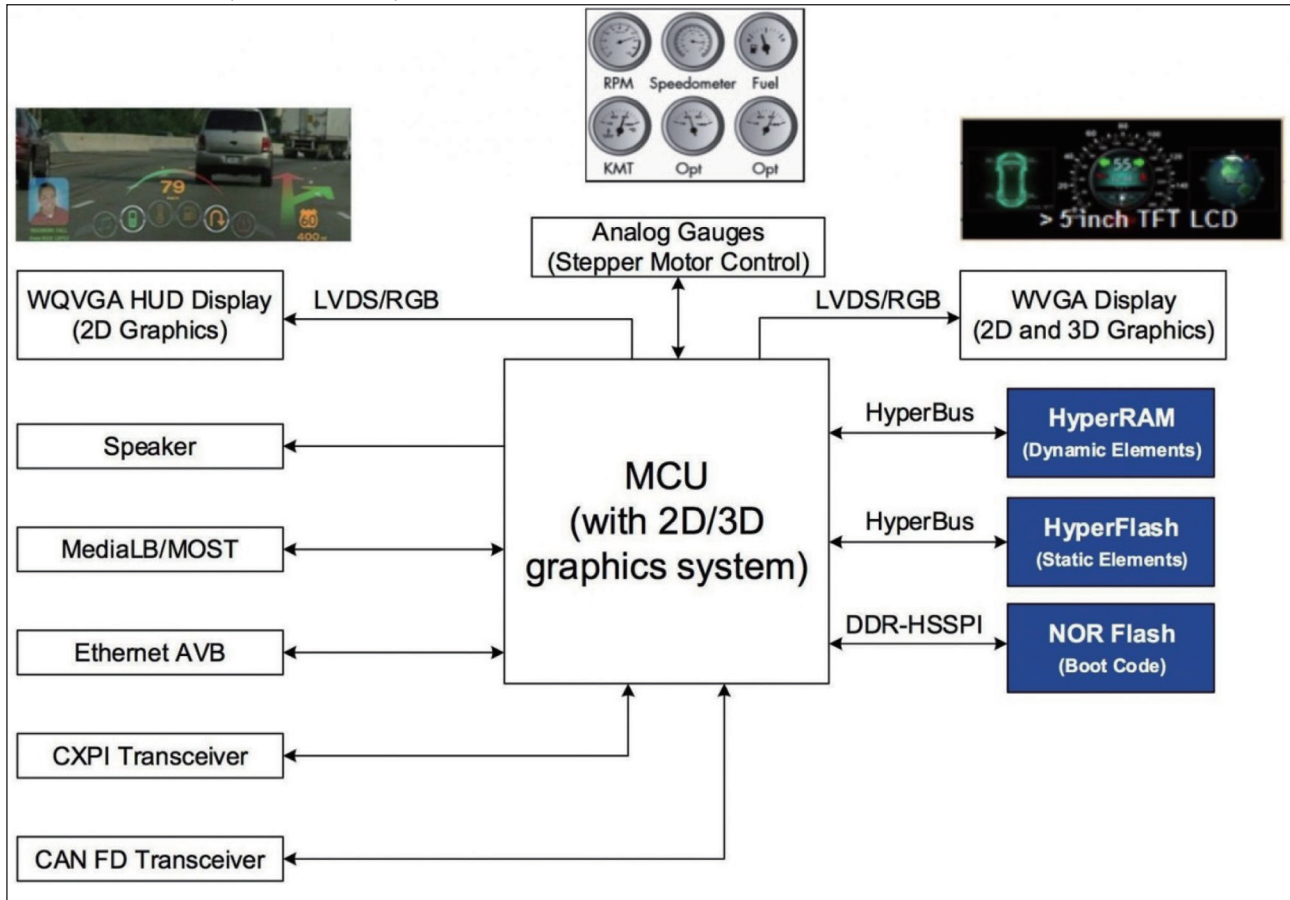 RPM Speedometer Fuel
KMT Opt Opt
79
60
400
55
> 5 inch TFT LCD
Analog Gauges
(Stepper Motor Control)
WQVGA HUD Display
(2D Graphics)
LVDS/RGB
LVDS/RGB
WVGA Display
(2D and 3D Graphics)
Speaker
MediaLB/MOST
Ethernet AVB
CXPI Transceiver
CAN FD Transceiver
MCU
(with 2D/3D
graphics system)
HyperBus
HyperRAM
(Dynamic Elements)
HyperBus
HyperFlash
(Static Elements)
DDR-HSSPI
NOR Flash
(Boot Code)